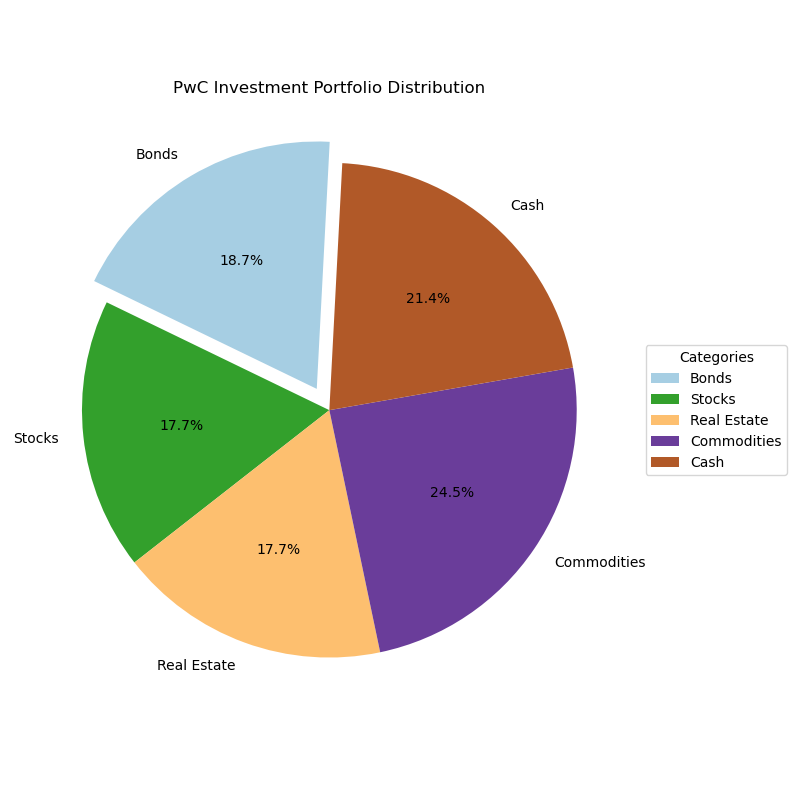 PwC Investment Portfolio Distribution
Bonds
Cash
18.7%
21.4%
Stocks
17.7%
24.5%
17.7%
Commodities
Real Estate
Categories
Bonds
Stocks
Real Estate
Commodities
Cash